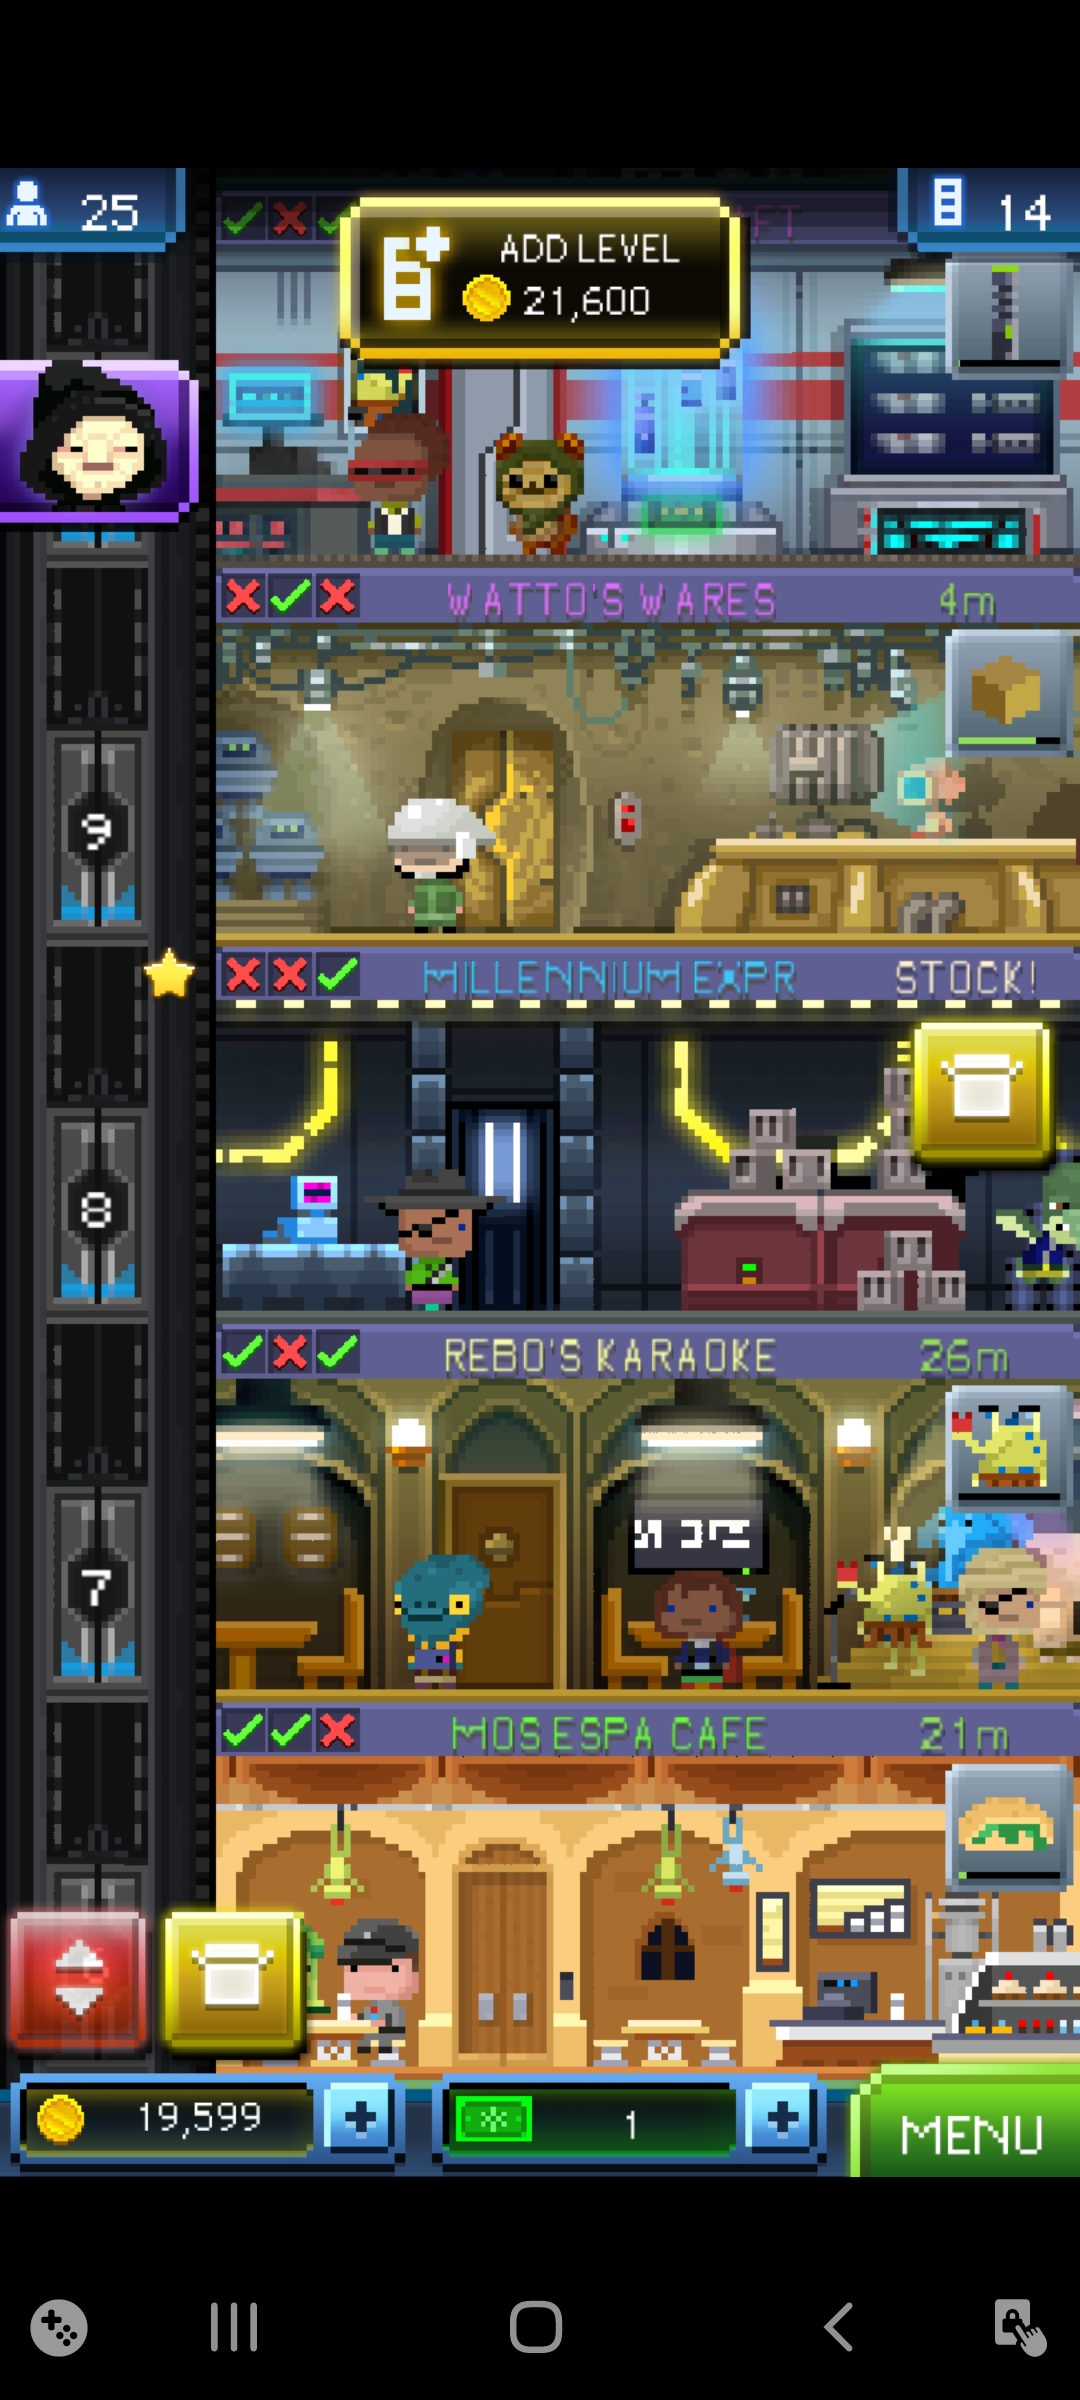 25
14
FT
ADD LEVEL
21,600
WATTO'S WARES 4m
9
MILLENNIUM EXPR STOCK!
8
REBO'S KARAOKE 26m
7
MOS ESPA CAFE 21m
19,599
1
MENU